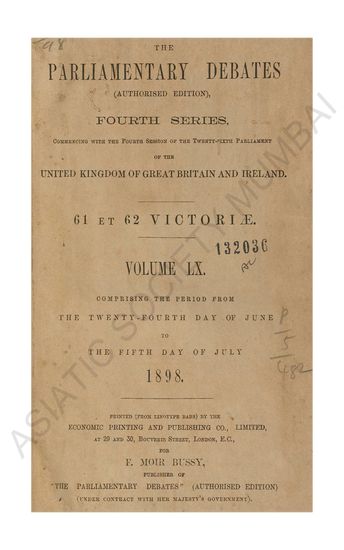 THE
PARLIAMENTARY DEBATES
(AUTHORISED EDITION),
FOURTH SERIES,
COMMENCING WITH THE FOURTH SESSION OF THE TWENTY-SIXTH PARLIAMENT
OF THE
UNITED KINGDOM OF GREAT BRITAIN AND IRELAND.
61 ET 62 VICTORIÆ.
132036
VOLUME LX.
COMPRISING THE PERIOD FROM
THE TWENTY-FOURTH DAY OF JUNE
TO
THE FIFTH DAY OF JULY
1898.
PRINTED (FROM LINOTYPE BARS) BY THE
ECONOMIC PRINTING AND PUBLISHING CO., LIMITED,
AT 29 AND 30, BOUVERIE STREET, LONDON, E.C.,
FOR
F. MOIR BUSSY,
PUBLISHER OF
"THE PARLIAMENTARY DEBATES" (AUTHORISED EDITION)
(UNDER CONTRACT WITH HER MAJESTY'S GOVERNMENT).
ASIATIC SOCIETY MUMBAI